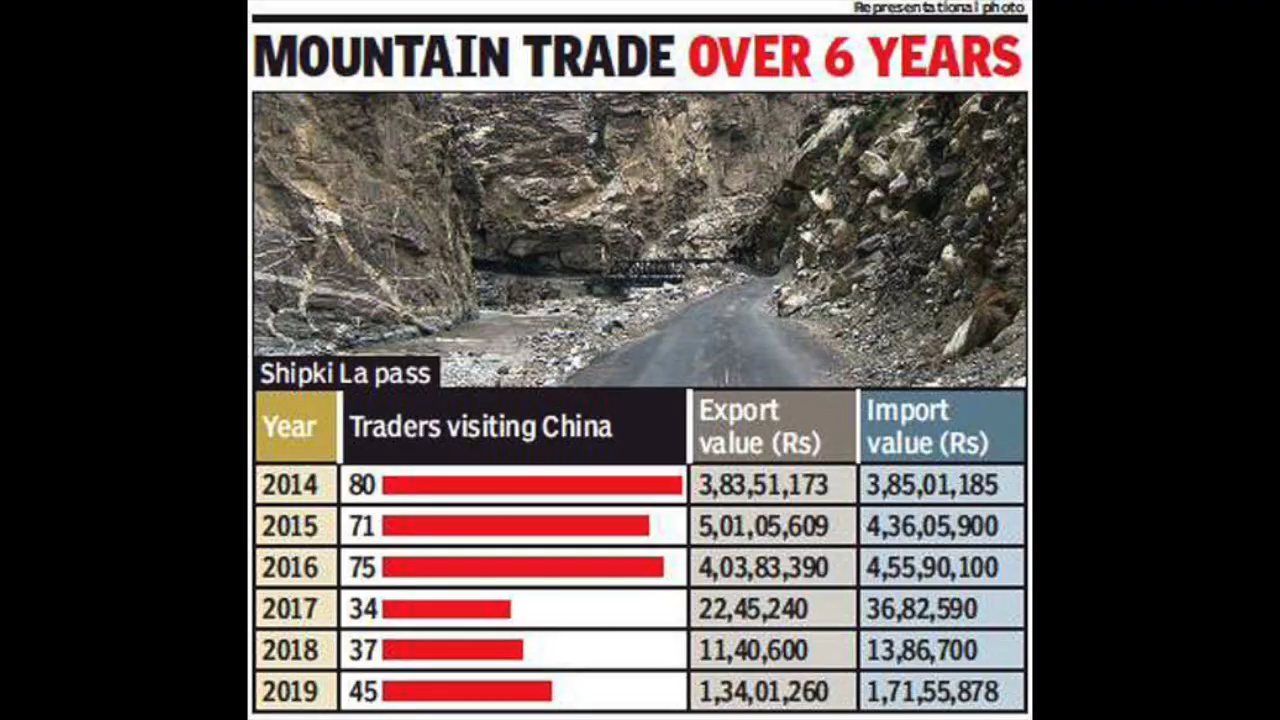 Representational photo
MOUNTAIN TRADE OVER 6 YEARS
Shipki La pass
Year Traders visiting China Export value (Rs) Import value (Rs)
2014 80 3,83,51,173 3,85,01,185
2015 71 5,01,05,609 4,36,05,900
2016 75 4,03,83,390 4,55,90,100
2017 34 22,45,240 36,82,590
2018 37 11,40,600 13,86,700
2019 45 1,34,01,260 1,71,55,878